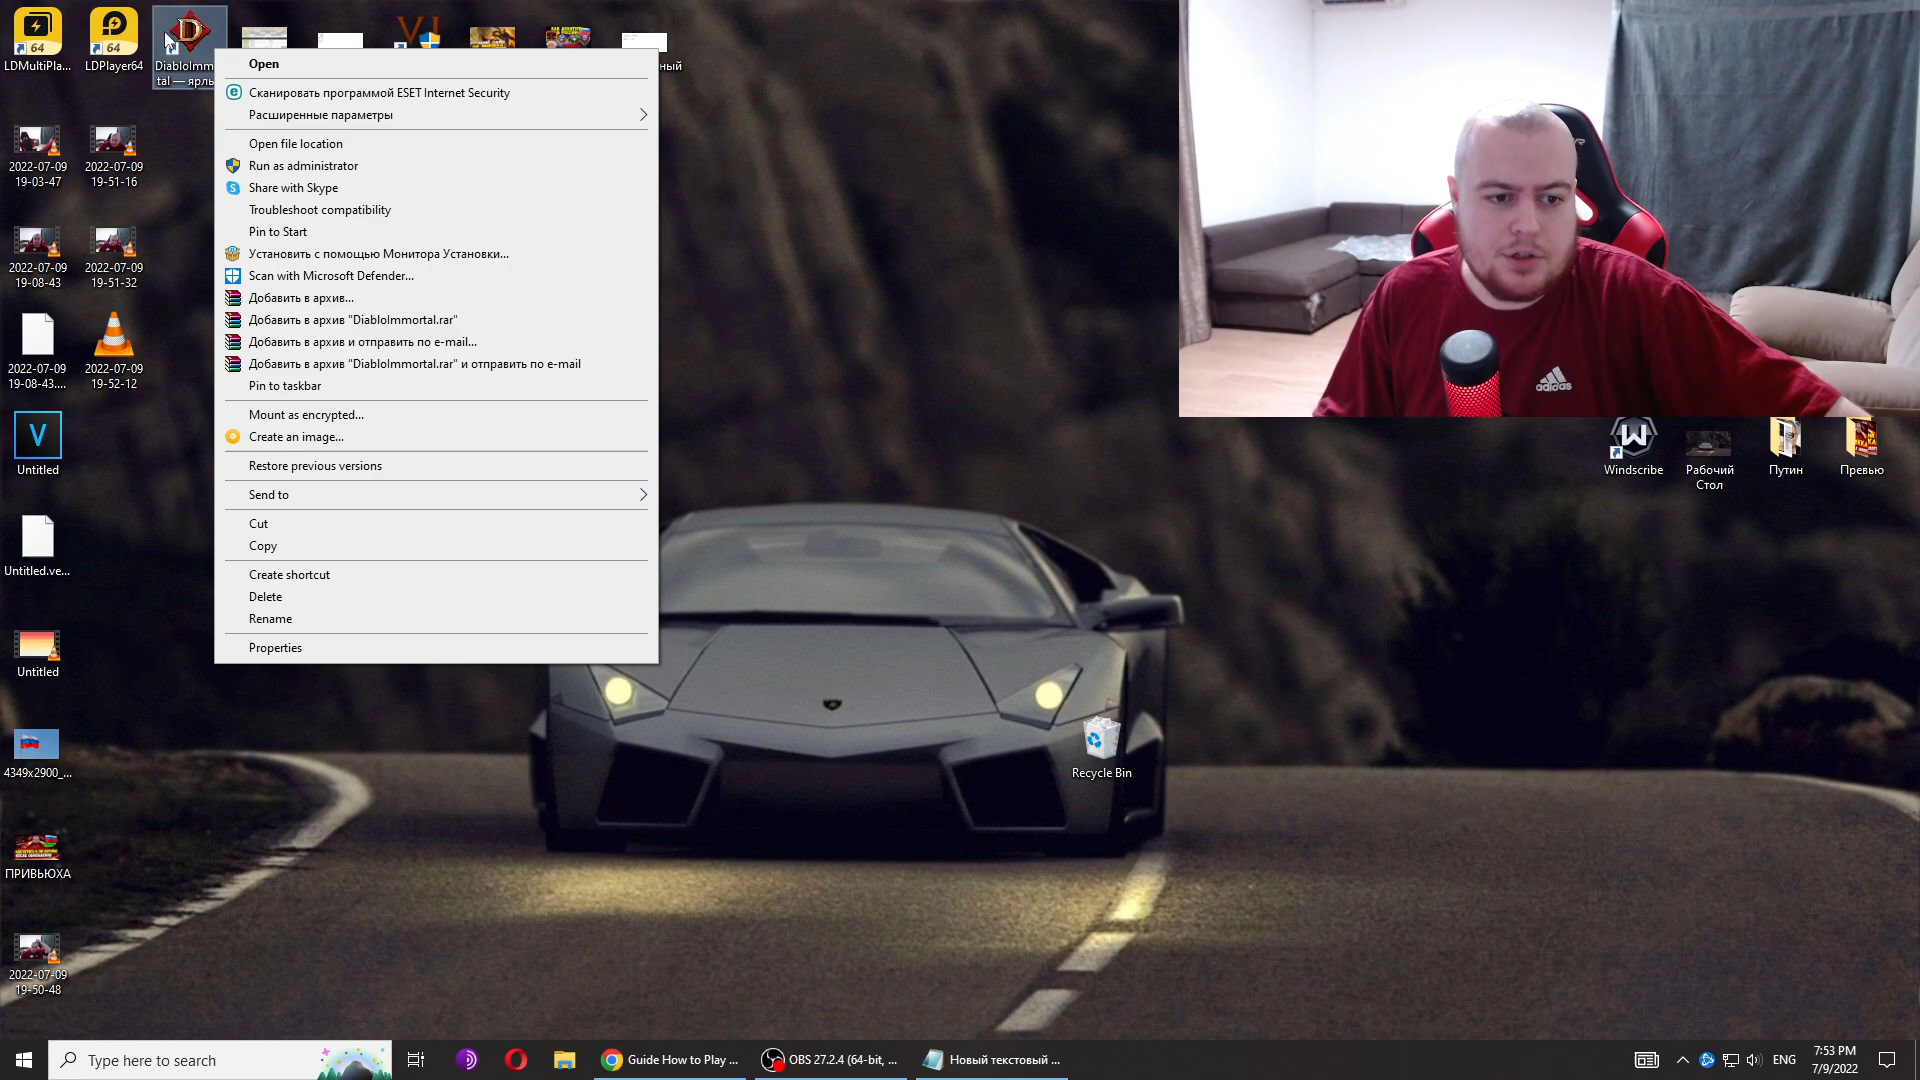 LDMultiPla...
LDPlayer64
DiabloImm
tal — ярль
ный
2022-07-09
19-03-47
2022-07-09
19-51-16
2022-07-09
19-08-43
2022-07-09
19-51-32
2022-07-09
19-08-43....
2022-07-09
19-52-12
Untitled
Untitled.ve...
Untitled
4349x2900_...
ПРИВЬЮХА
2022-07-09
19-50-48
Open
Сканировать программой ESET Internet Security
Расширенные параметры
Open file location
Run as administrator
Share with Skype
Troubleshoot compatibility
Pin to Start
Установить с помощью Монитора Установки...
Scan with Microsoft Defender...
Добавить в архив...
Добавить в архив "DiabloImmortal.rar"
Добавить в архив и отправить по e-mail...
Добавить в архив "DiabloImmortal.rar" и отправить по e-mail
Pin to taskbar
Mount as encrypted...
Create an image...
Restore previous versions
Send to
Cut
Copy
Create shortcut
Delete
Rename
Properties
adidas
Windscribe
Рабочий
Стол
Путин
Превью
Recycle Bin
Type here to search
Guide How to Play ...
OBS 27.2.4 (64-bit, ...
Новый текстовый ...
ENG
7:53 PM
7/9/2022